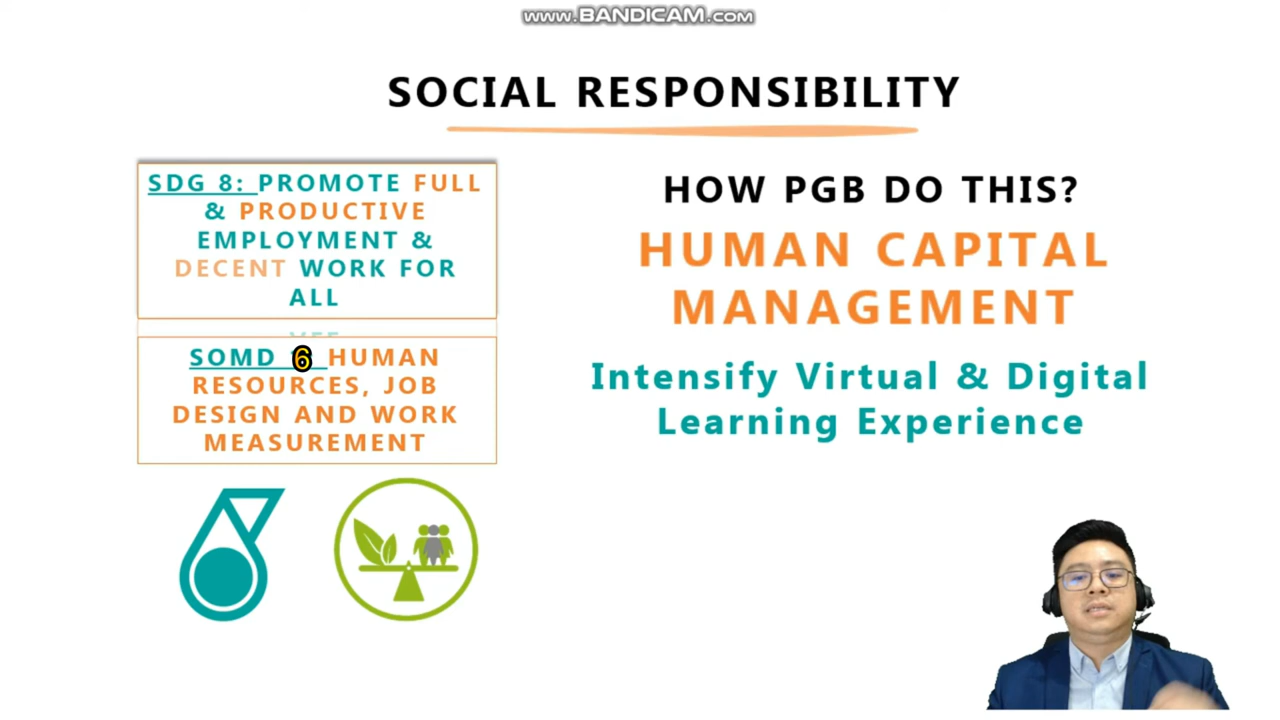 www.BANDICAM.com
SOCIAL RESPONSIBILITY
SDG 8: PROMOTE FULL
& PRODUCTIVE
EMPLOYMENT &
DECENT WORK FOR
ALL
SOMD 6 HUMAN
RESOURCES, JOB
DESIGN AND WORK
MEASUREMENT
HOW PGB DO THIS?
HUMAN CAPITAL
MANAGEMENT
Intensify Virtual & Digital
Learning Experience